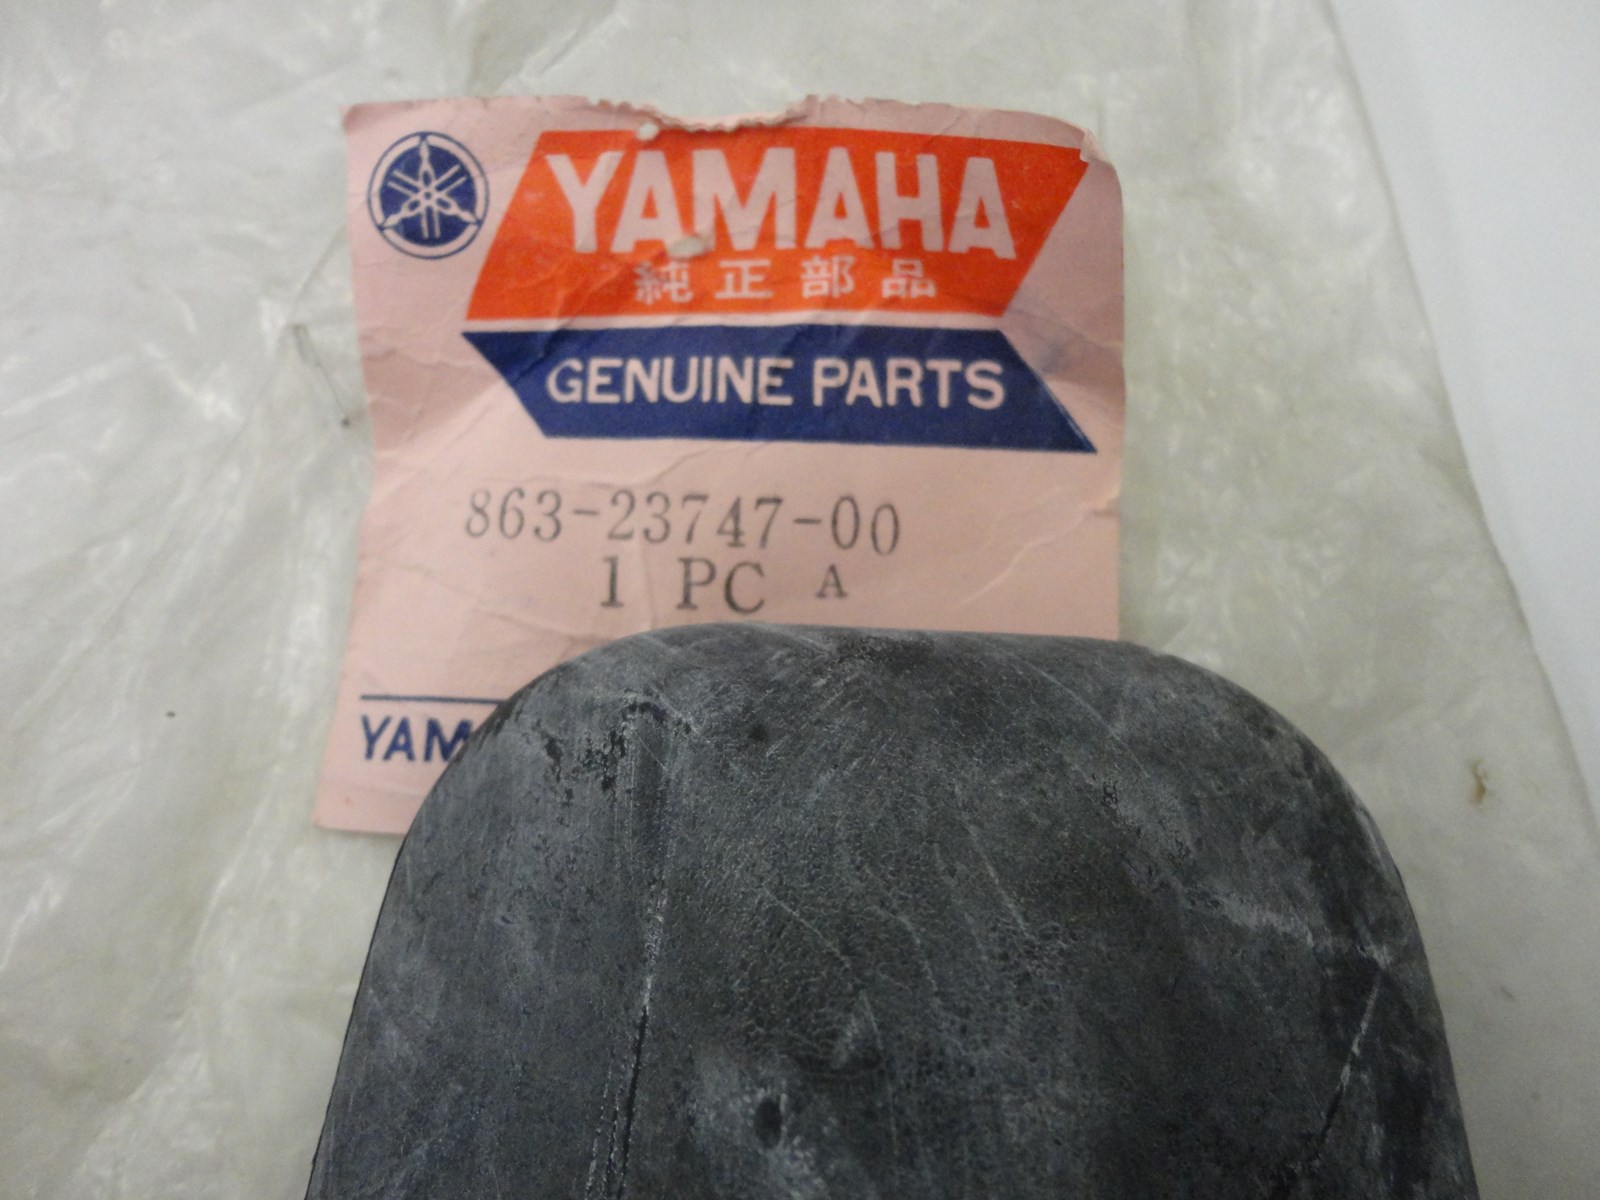 YAMAHA
純正部品
GENUINE PARTS
863-23747-00
1 PC A
YAM